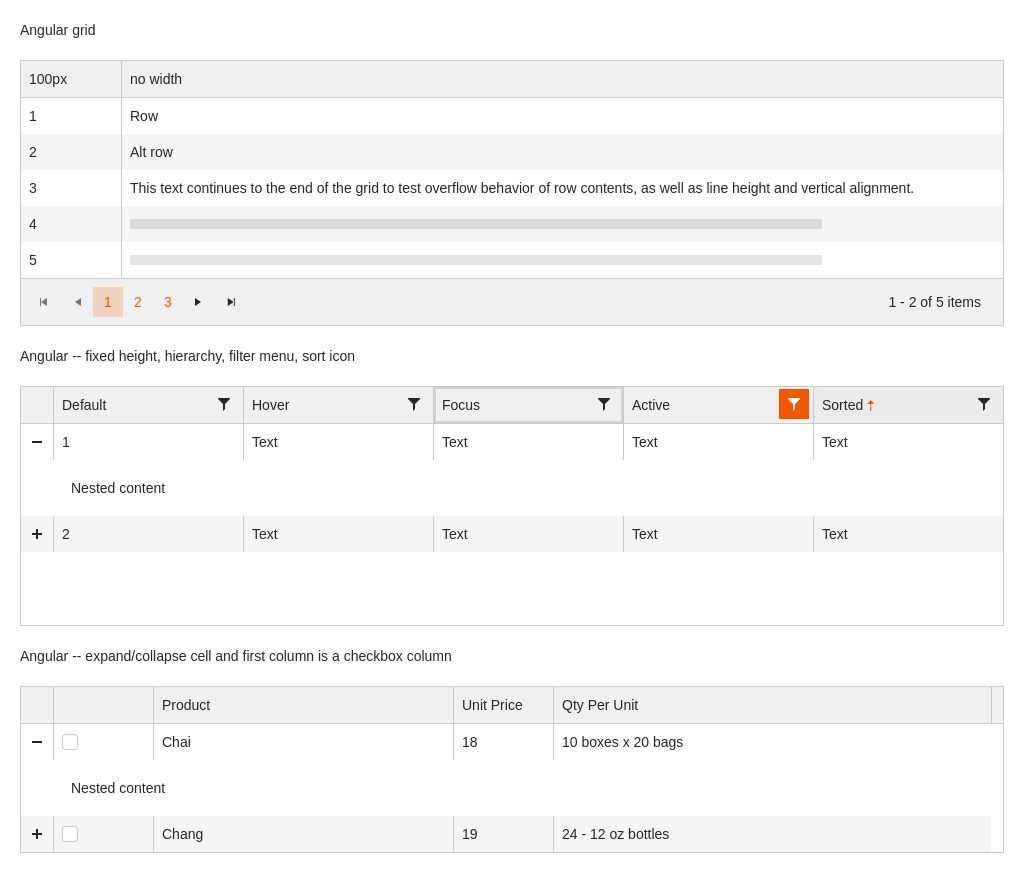 Angular grid
100px no width
1 Row
2 Alt row
3 This text continues to the end of the grid to test overflow behavior of row contents, as well as line height and vertical alignment.
4
5
1 2 3 1 - 2 of 5 items
Angular -- fixed height, hierarchy, filter menu, sort icon
Default Hover Focus Active Sorted
1 Text Text Text Text
Nested content
2 Text Text Text Text
Angular -- expand/collapse cell and first column is a checkbox column
Product Unit Price Qty Per Unit
Chai 18 10 boxes x 20 bags
Nested content
Chang 19 24 - 12 oz bottles